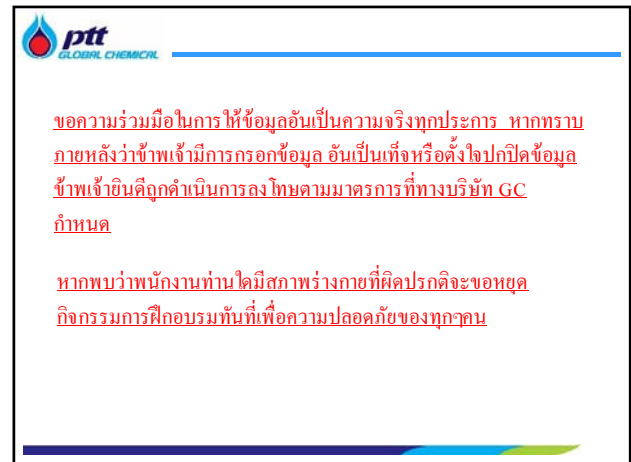 ptt
GLOBAL CHEMICAL
ขอความร่วมมือในการให้ข้อมูลอันเป็นความจริงทุกประการ หากทราบ
ภายหลังว่าข้าพเจ้ามีการกรอกข้อมูล อันเป็นเท็จหรือตั้งใจปกปิดข้อมูล
ข้าพเจ้ายินดีถูกดำเนินการลงโทษตามมาตรการที่ทางบริษัท GC
กำหนด
หากพบว่าพนักงานท่านใดมีสภาพร่างกายที่ผิดปรกติจะขอหยุด
กิจกรรมการฝึกอบรมทันที่เพื่อความปลอดภัยของทุกๆคน